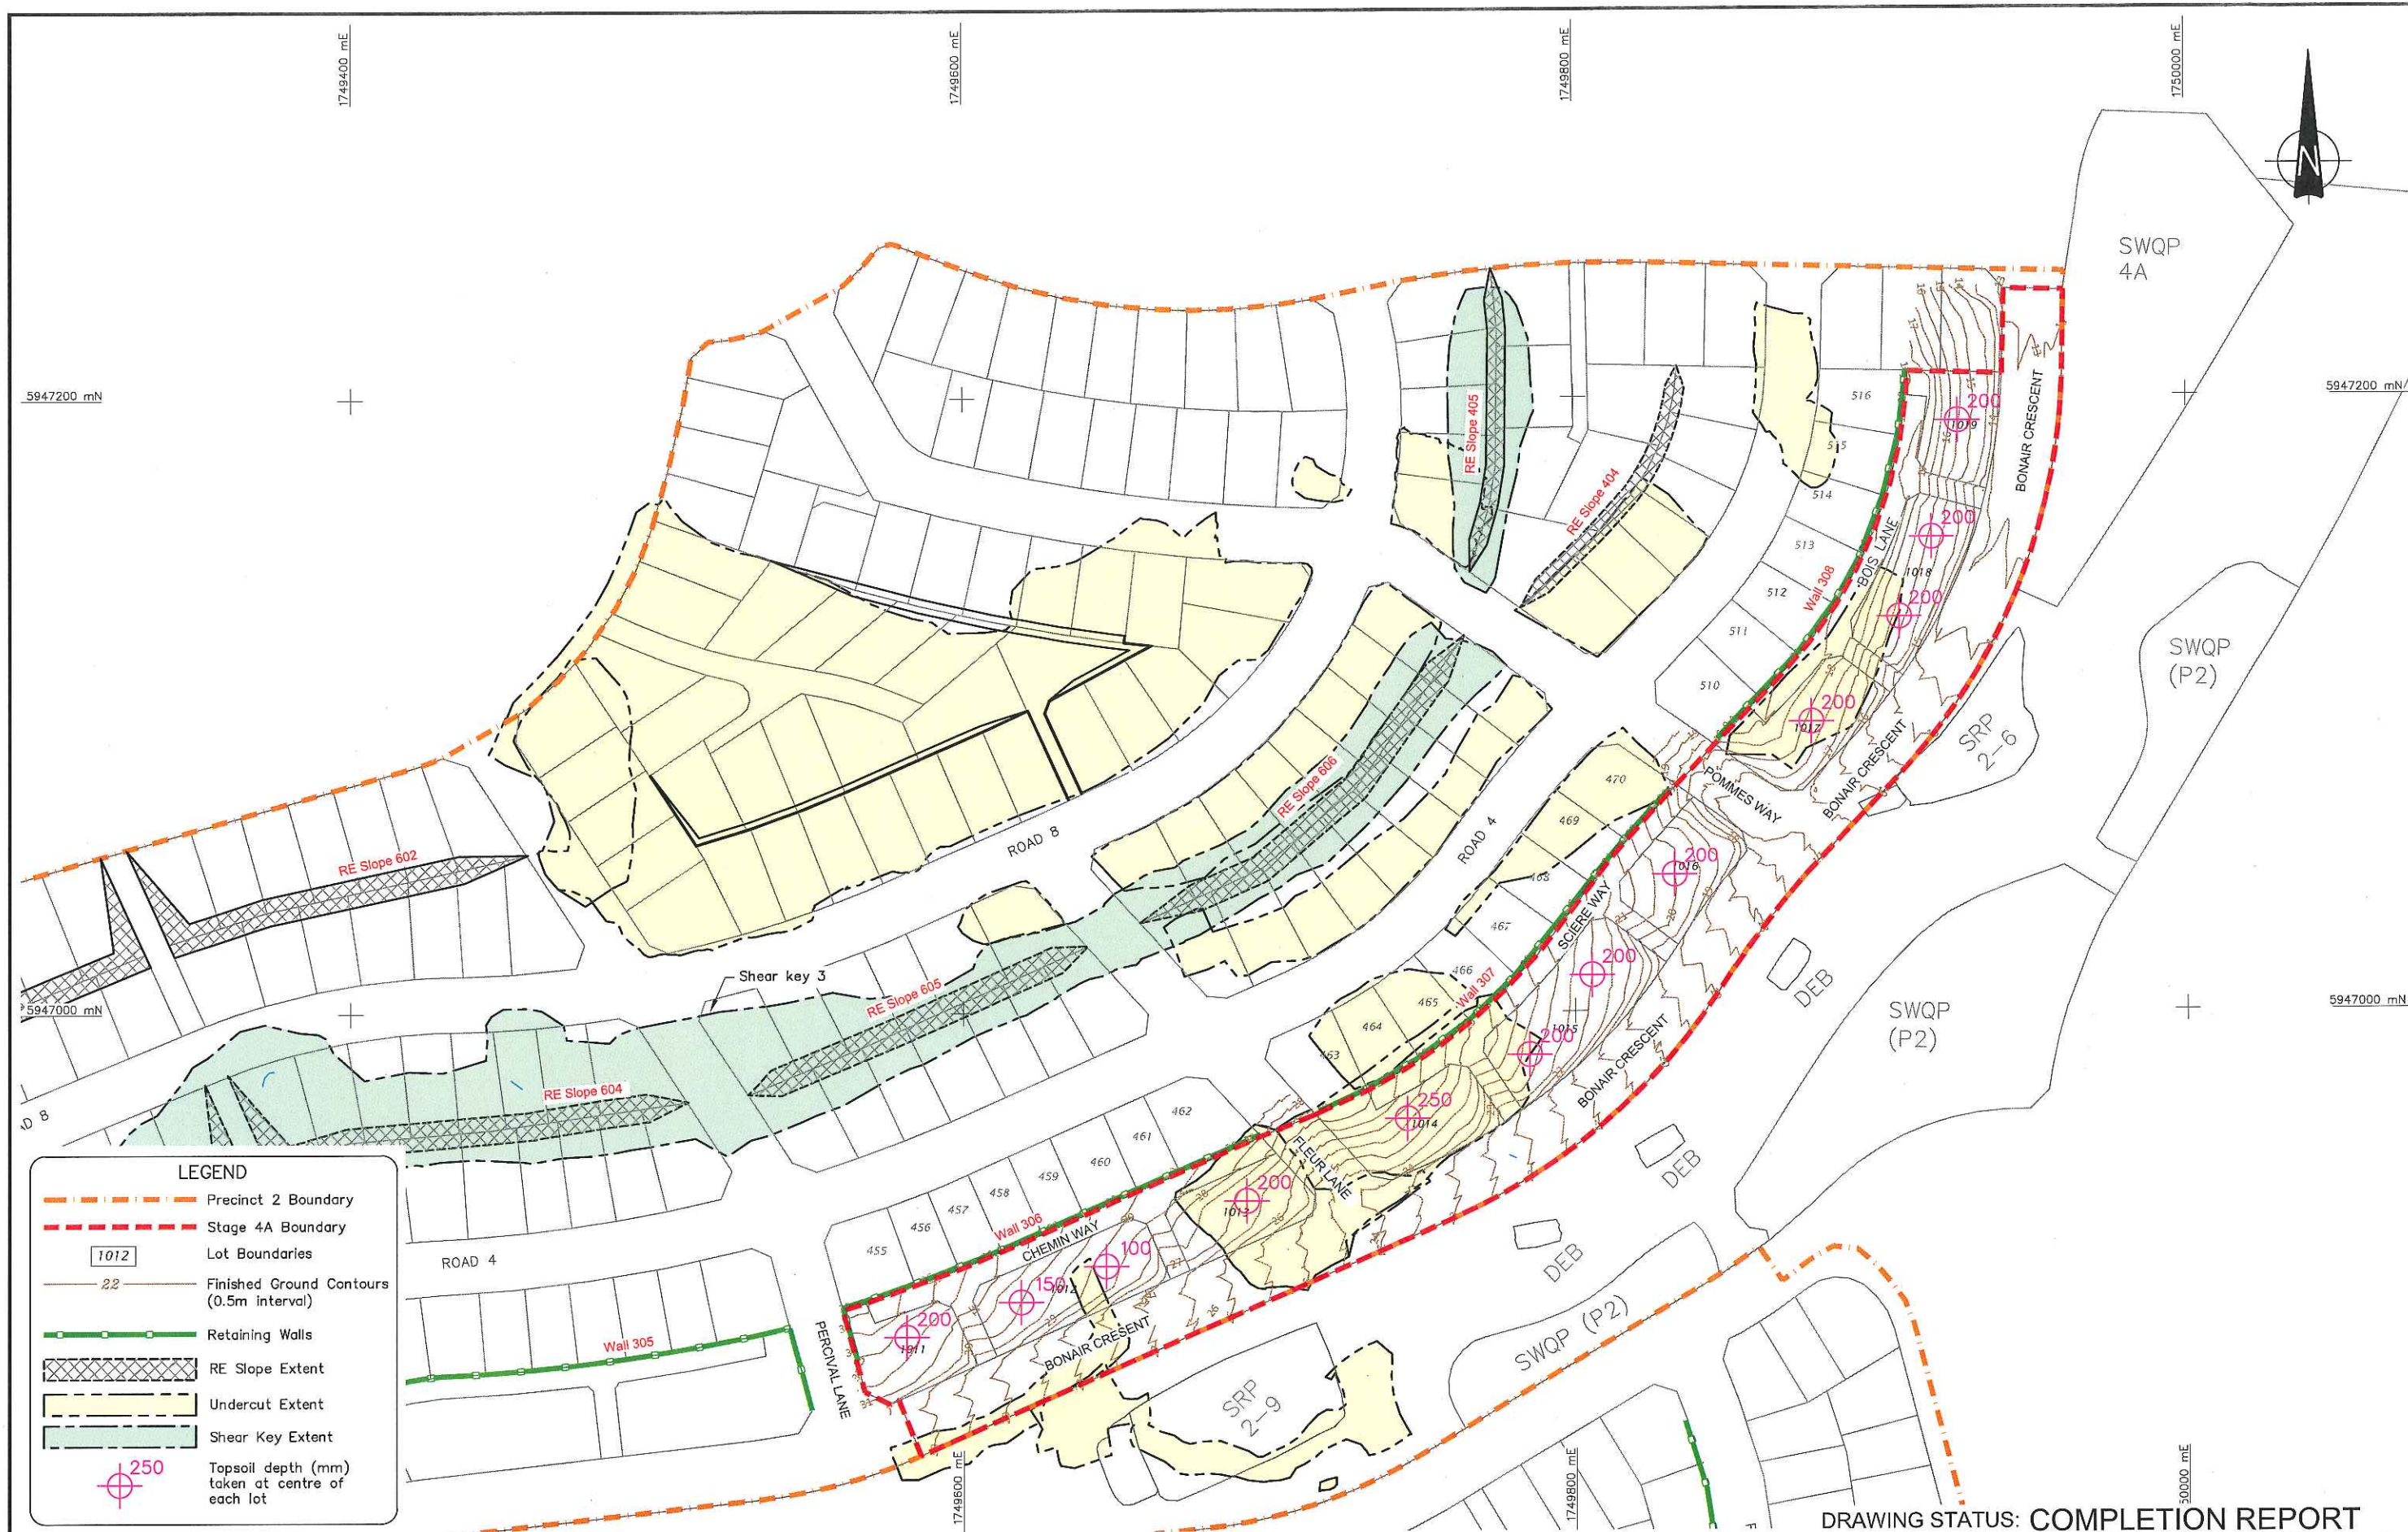 1749400 mE
1749600 mE
1749800 mE
1750000 mE
N
SWQP
4A
5947200 mN
5947200 mN
RE Slope 405
RE Slope 404
516
515
514
513
512
511
510
BONAIR CRESCENT
BOIS LANE
Wall 308
200
1019
200
1018
200
200
1017
SWQP
(P2)
SRP
2-6
POMMES WAY
BONAIR CRESCENT
RE Slope 606
ROAD 8
ROAD 4
470
469
468
467
466
465
464
463
RE Slope 602
Shear key 3
RE Slope 605
SCIERE WAY
Wall 307
200
1016
200
1015
200
BONAIR CRESCENT
DEB
SWQP
(P2)
5947000 mN
5947000 mN
RE Slope 604
462
461
460
459
458
457
456
455
250
1014
FLEUR LANE
200
1013
DEB
DEB
Wall 306
CHEMIN WAY
100
150
1012
200
1011
BONAIR CRESENT
PERCIVAL LANE
ROAD 4
Wall 305
SRP
2-9
SWQP (P2)
LEGEND
Precinct 2 Boundary
Stage 4A Boundary
1012 Lot Boundaries
22 Finished Ground Contours
(0.5m interval)
Retaining Walls
RE Slope Extent
Undercut Extent
Shear Key Extent
250 Topsoil depth (mm)
taken at centre of
each lot
1749600 mE
1749800 mE
DRAWING STATUS: COMPLETION REPORT